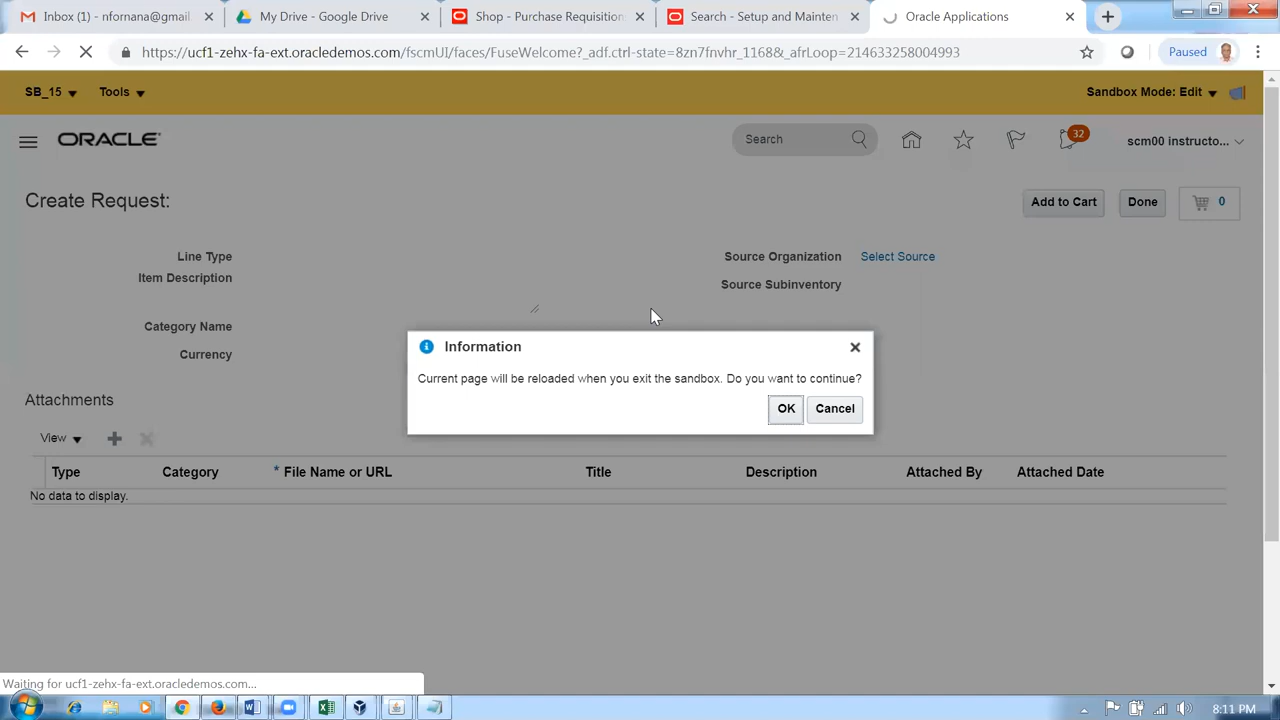 Inbox (1) - nfornana@gmail
My Drive - Google Drive
Shop - Purchase Requisition
Search - Setup and Mainten
Oracle Applications
https://ucf1-zehx-fa-ext.oracledemos.com/fscmUI/faces/FuseWelcome?_adf.ctrl-state=8zn7fnvhr_1168&_afrLoop=214633258004993
Paused
SB_15
Tools
Sandbox Mode: Edit
ORACLE
Search
32
scm00 instructo...
Create Request:
Add to Cart
Done
0
Line Type
Source Organization
Select Source
Item Description
Source Subinventory
Category Name
Currency
Information
Current page will be reloaded when you exit the sandbox. Do you want to continue?
OK
Cancel
Attachments
View
Type
Category
* File Name or URL
Title
Description
Attached By
Attached Date
No data to display.
Waiting for ucf1-zehx-fa-ext.oracledemos.com...
8:11 PM